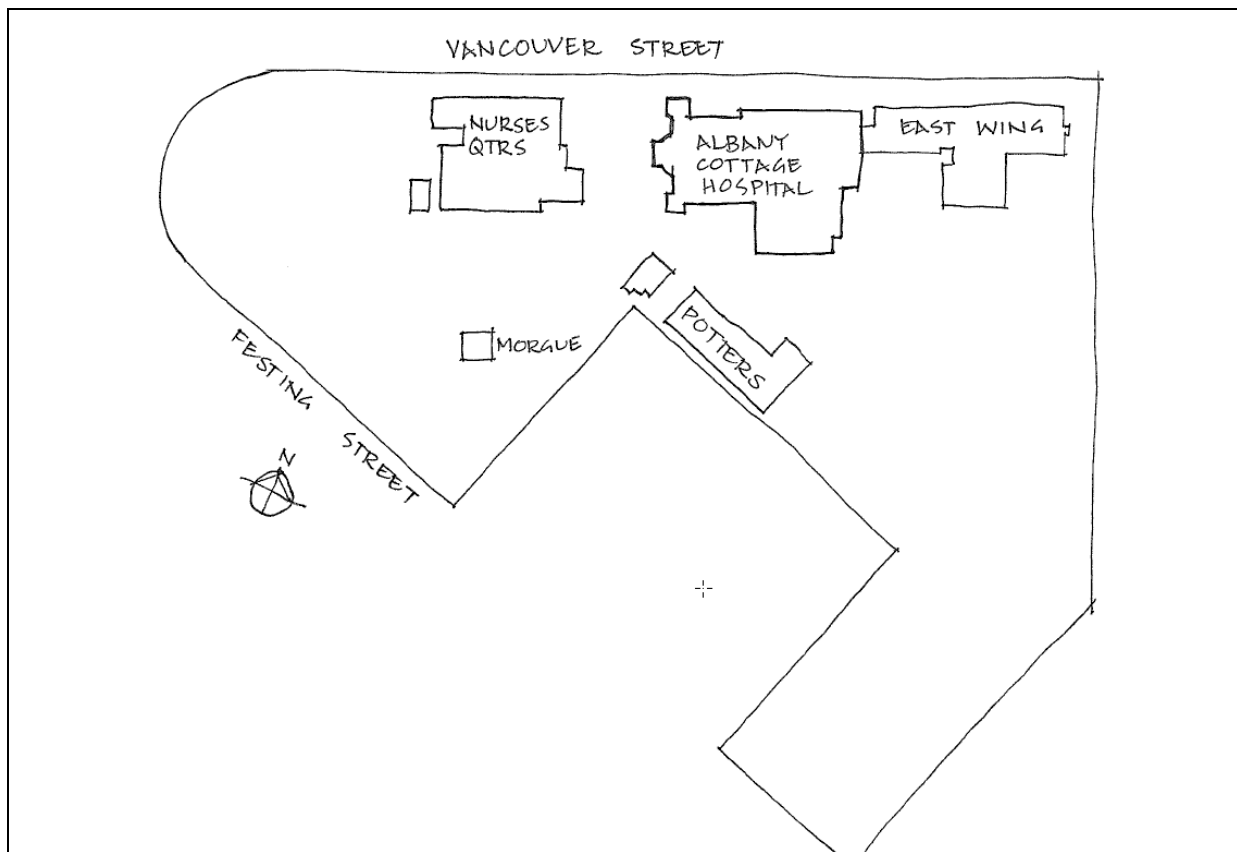 VANCOUVER STREET
NURSES
QTRS
ALBANY
COTTAGE
HOSPITAL
EAST WING
POTTERS
MORGUE
FESTING STREET
N